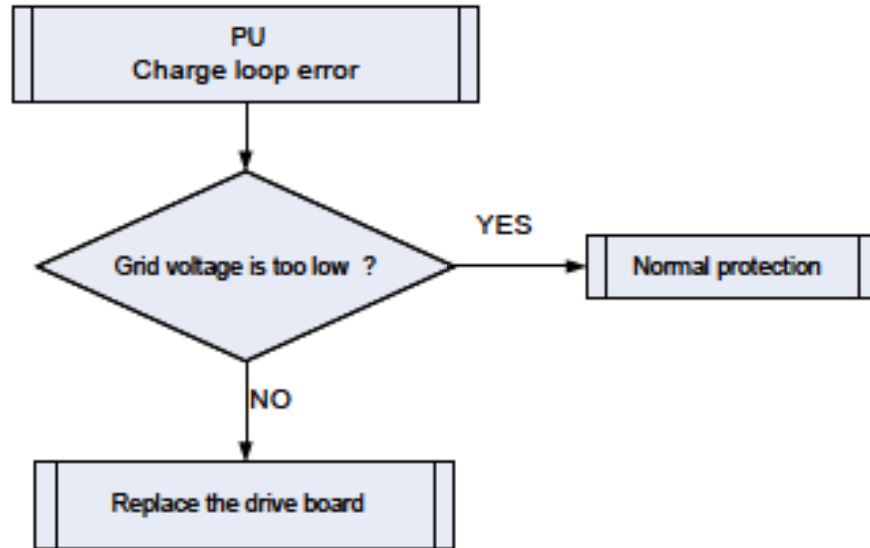 PU
Charge loop error
YES
Grid voltage is too low ?
Normal protection
NO
Replace the drive board